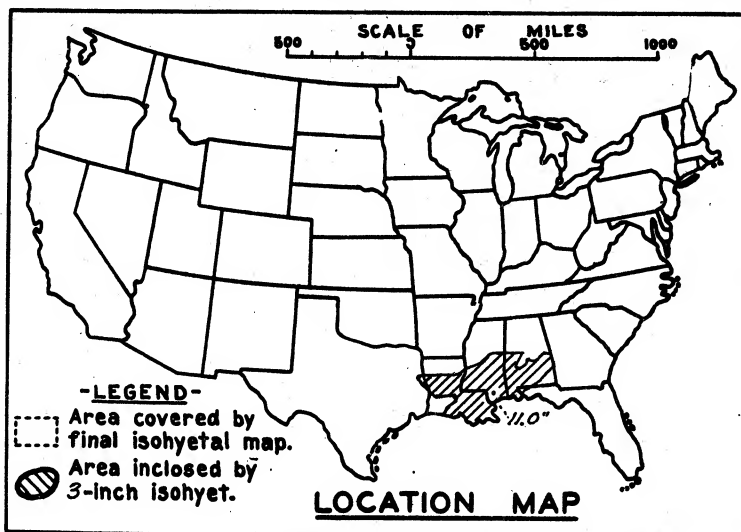 SCALE OF MILES
500 0 500 1000
11.0"
-LEGEND-
Area covered by
final isohyetal map.
Area inclosed by
3-inch isohyet.
LOCATION MAP